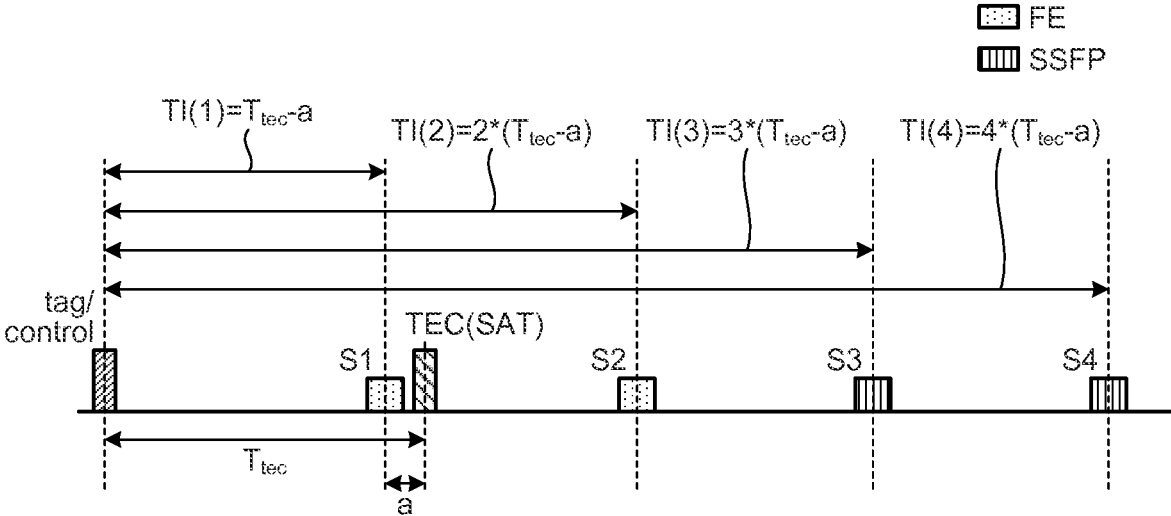 FE
SSFP
TI(1)=Ttec-a
TI(2)=2*(Ttec-a)
TI(3)=3*(Ttec-a)
TI(4)=4*(Ttec-a)
tag/
control
TEC(SAT)
S1
S2
S3
S4
Ttec
a